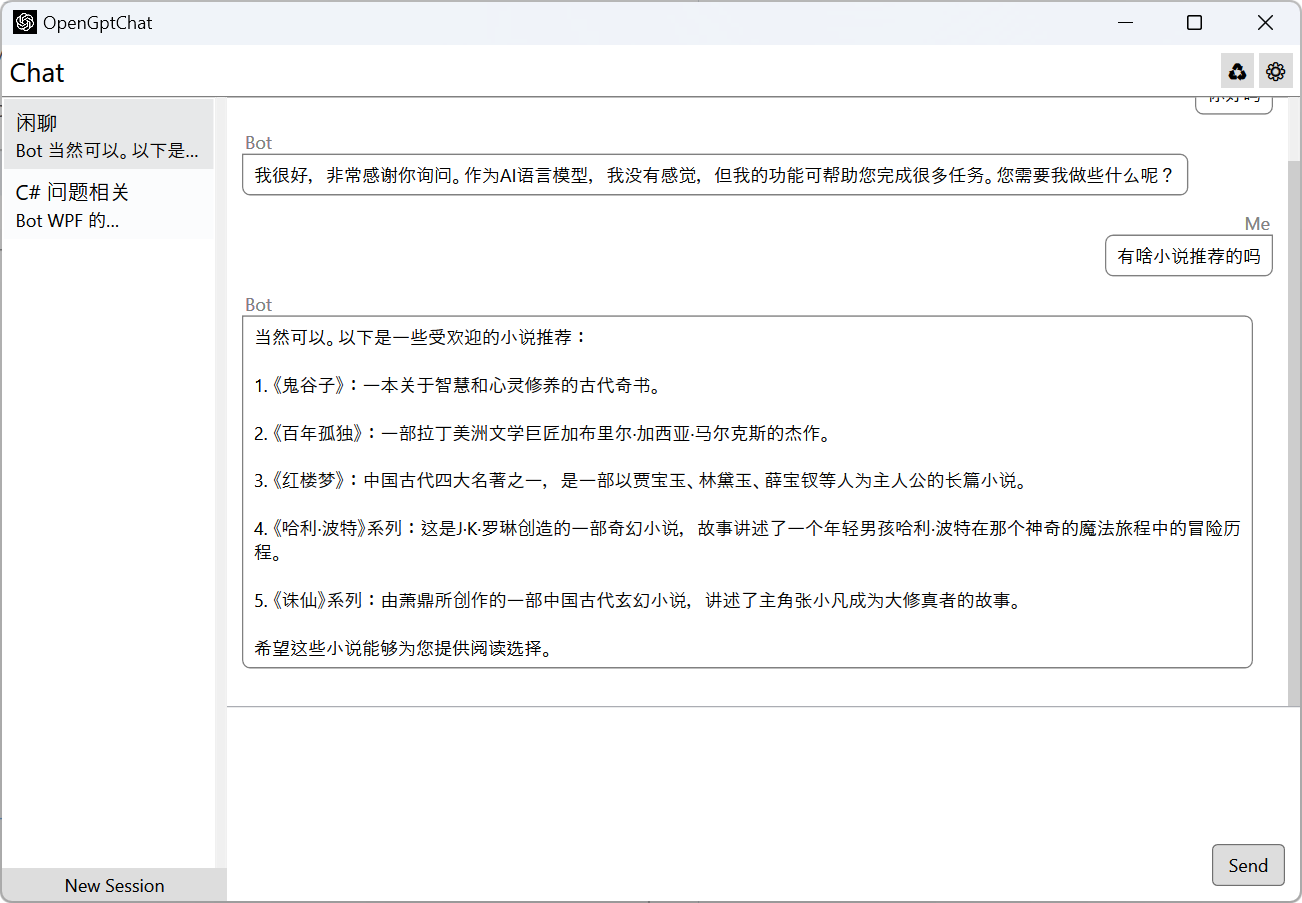 OpenGptChat
Chat
闲聊
Bot 当然可以。以下是...
C# 问题相关
Bot WPF 的...
New Session
你好吗
Bot
我很好，非常感谢你询问。作为AI语言模型，我没有感觉，但我的功能可帮助您完成很多任务。您需要我做些什么呢？
Me
有啥小说推荐的吗
Bot
当然可以。以下是一些受欢迎的小说推荐：
1.《鬼谷子》：一本关于智慧和心灵修养的古代奇书。
2.《百年孤独》：一部拉丁美洲文学巨匠加布里尔·加西亚·马尔克斯的杰作。
3.《红楼梦》：中国古代四大名著之一，是一部以贾宝玉、林黛玉、薛宝钗等人为主人公的长篇小说。
4.《哈利·波特》系列：这是J·K·罗琳创造的一部奇幻小说，故事讲述了一个年轻男孩哈利·波特在那个神奇的魔法旅程中的冒险历
程。
5.《诛仙》系列：由萧鼎所创作的一部中国古代玄幻小说，讲述了主角张小凡成为大修真者的故事。
希望这些小说能够为您提供阅读选择。
Send